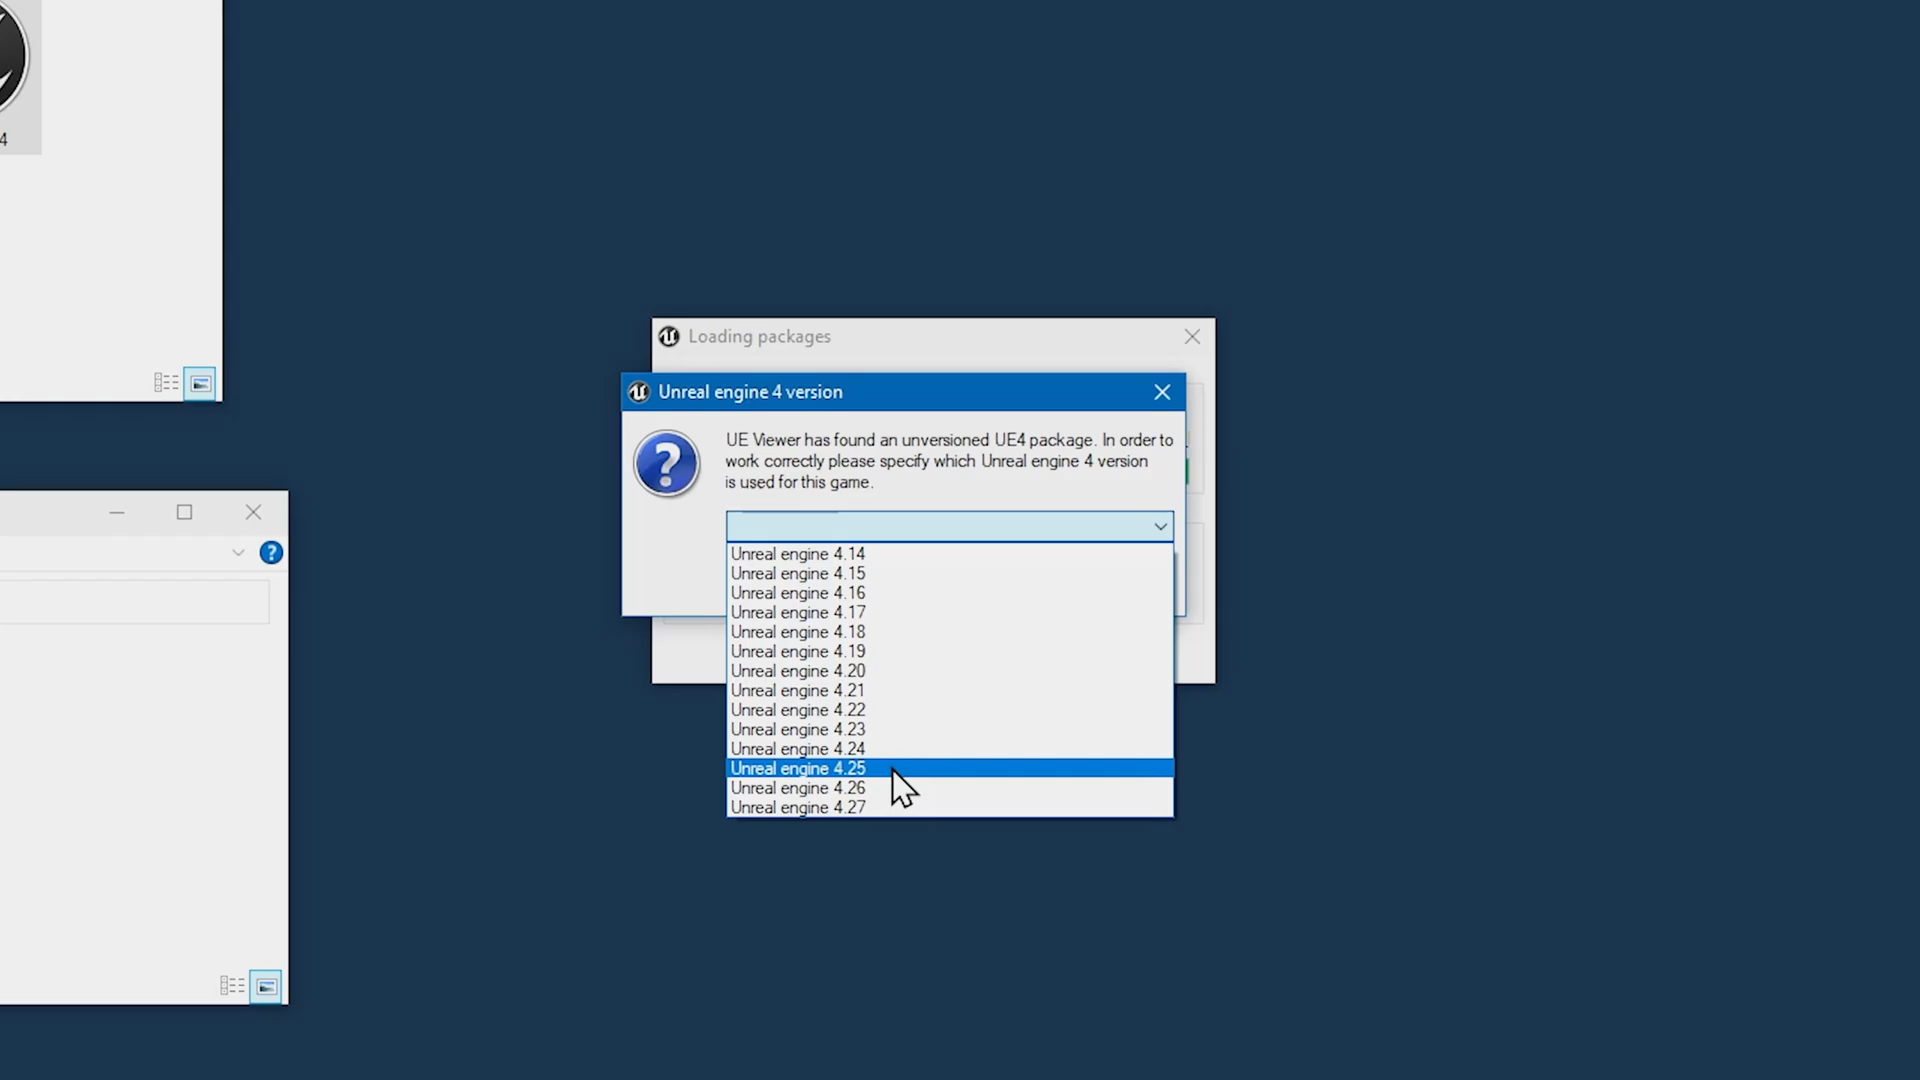 4
Loading packages
Unreal engine 4 version
UE Viewer has found an unversioned UE4 package. In order to
work correctly please specify which Unreal engine 4 version
is used for this game.
Unreal engine 4.14
Unreal engine 4.15
Unreal engine 4.16
Unreal engine 4.17
Unreal engine 4.18
Unreal engine 4.19
Unreal engine 4.20
Unreal engine 4.21
Unreal engine 4.22
Unreal engine 4.23
Unreal engine 4.24
Unreal engine 4.25
Unreal engine 4.26
Unreal engine 4.27